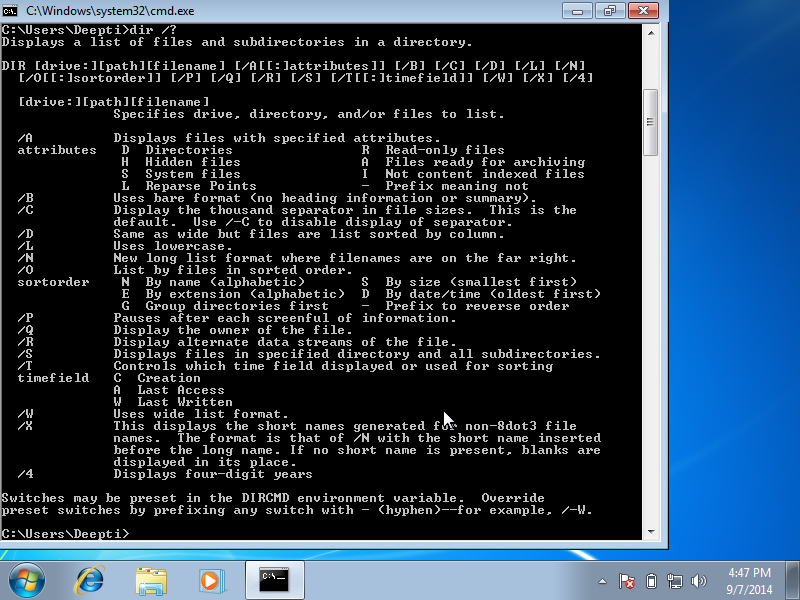 C:\Windows\system32\cmd.exe
C:\Users\Deepti>dir /?
Displays a list of files and subdirectories in a directory.
DIR [drive:][path][filename] [/A[[:]attributes]] [/B] [/C] [/D] [/L] [/N]
[/O[[:]sortorder]] [/P] [/Q] [/R] [/S] [/T[[:]timefield]] [/W] [/X] [/4]
[drive:][path][filename]
Specifies drive, directory, and/or files to list.
/A Displays files with specified attributes.
attributes D Directories R Read-only files
H Hidden files A Files ready for archiving
S System files I Not content indexed files
L Reparse Points - Prefix meaning not
/B Uses bare format (no heading information or summary).
/C Display the thousand separator in file sizes. This is the
default. Use /-C to disable display of separator.
/D Same as wide but files are list sorted by column.
/L Uses lowercase.
/N New long list format where filenames are on the far right.
/O List by files in sorted order.
sortorder N By name (alphabetic) S By size (smallest first)
E By extension (alphabetic) D By date/time (oldest first)
G Group directories first - Prefix to reverse order
/P Pauses after each screenful of information.
/Q Display the owner of the file.
/R Display alternate data streams of the file.
/S Displays files in specified directory and all subdirectories.
/T Controls which time field displayed or used for sorting
timefield C Creation
A Last Access
W Last Written
/W Uses wide list format.
/X This displays the short names generated for non-8dot3 file
names. The format is that of /N with the short name inserted
before the long name. If no short name is present, blanks are
displayed in its place.
/4 Displays four-digit years
Switches may be preset in the DIRCMD environment variable. Override
preset switches by prefixing any switch with - (hyphen)--for example, /-W.
C:\Users\Deepti>
4:47 PM
9/7/2014